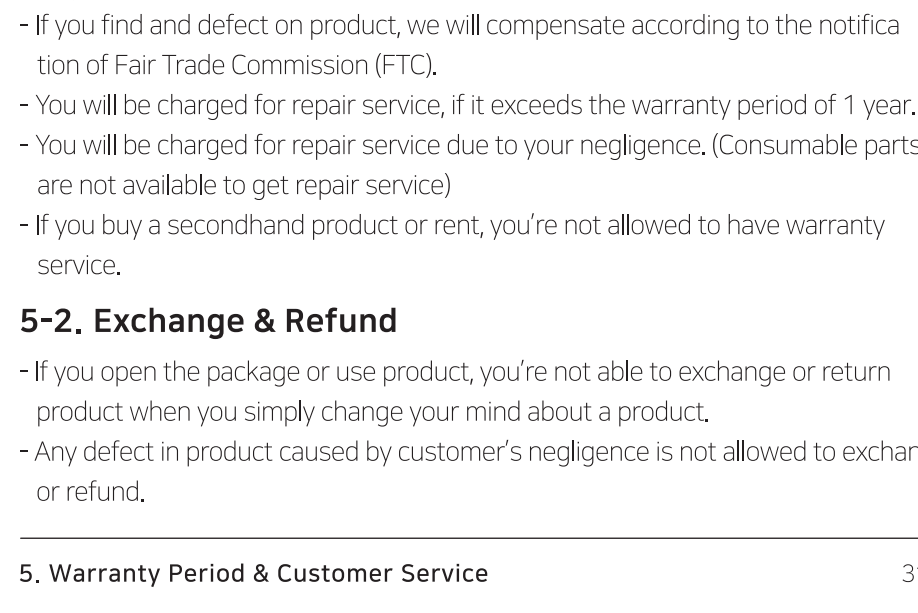 - If you find and defect on product, we will compensate according to the notifica
tion of Fair Trade Commission (FTC).
- You will be charged for repair service, if it exceeds the warranty period of 1 year.
- You will be charged for repair service due to your negligence. (Consumable parts
are not available to get repair service)
- If you buy a secondhand product or rent, you're not allowed to have warranty
service.
5-2. Exchange & Refund
- If you open the package or use product, you're not able to exchange or return
product when you simply change your mind about a product.
- Any defect in product caused by customer's negligence is not allowed to exchan
or refund.
5. Warranty Period & Customer Service